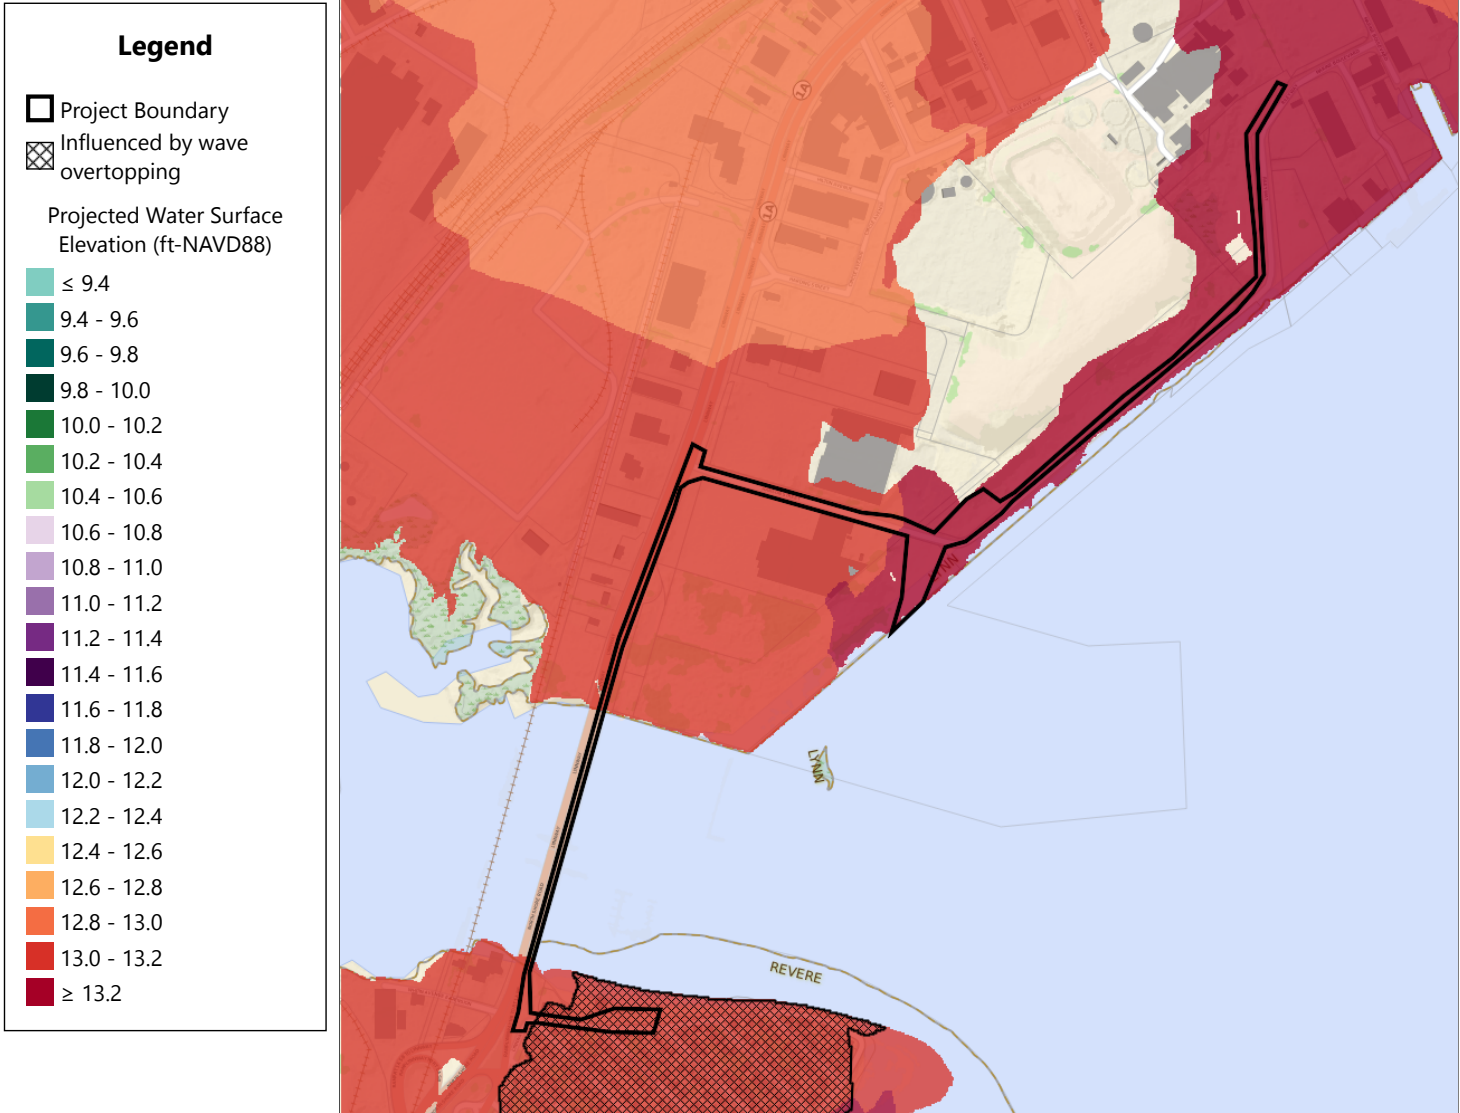 Legend
Project Boundary
Influenced by wave
overtopping
Projected Water Surface
Elevation (ft-NAVD88)
≤ 9.4
9.4 - 9.6
9.6 - 9.8
9.8 - 10.0
10.0 - 10.2
10.2 - 10.4
10.4 - 10.6
10.6 - 10.8
10.8 - 11.0
11.0 - 11.2
11.2 - 11.4
11.4 - 11.6
11.6 - 11.8
11.8 - 12.0
12.0 - 12.2
12.2 - 12.4
12.4 - 12.6
12.6 - 12.8
12.8 - 13.0
13.0 - 13.2
≥ 13.2
1A
1A
LYNN
LYNN
REVERE